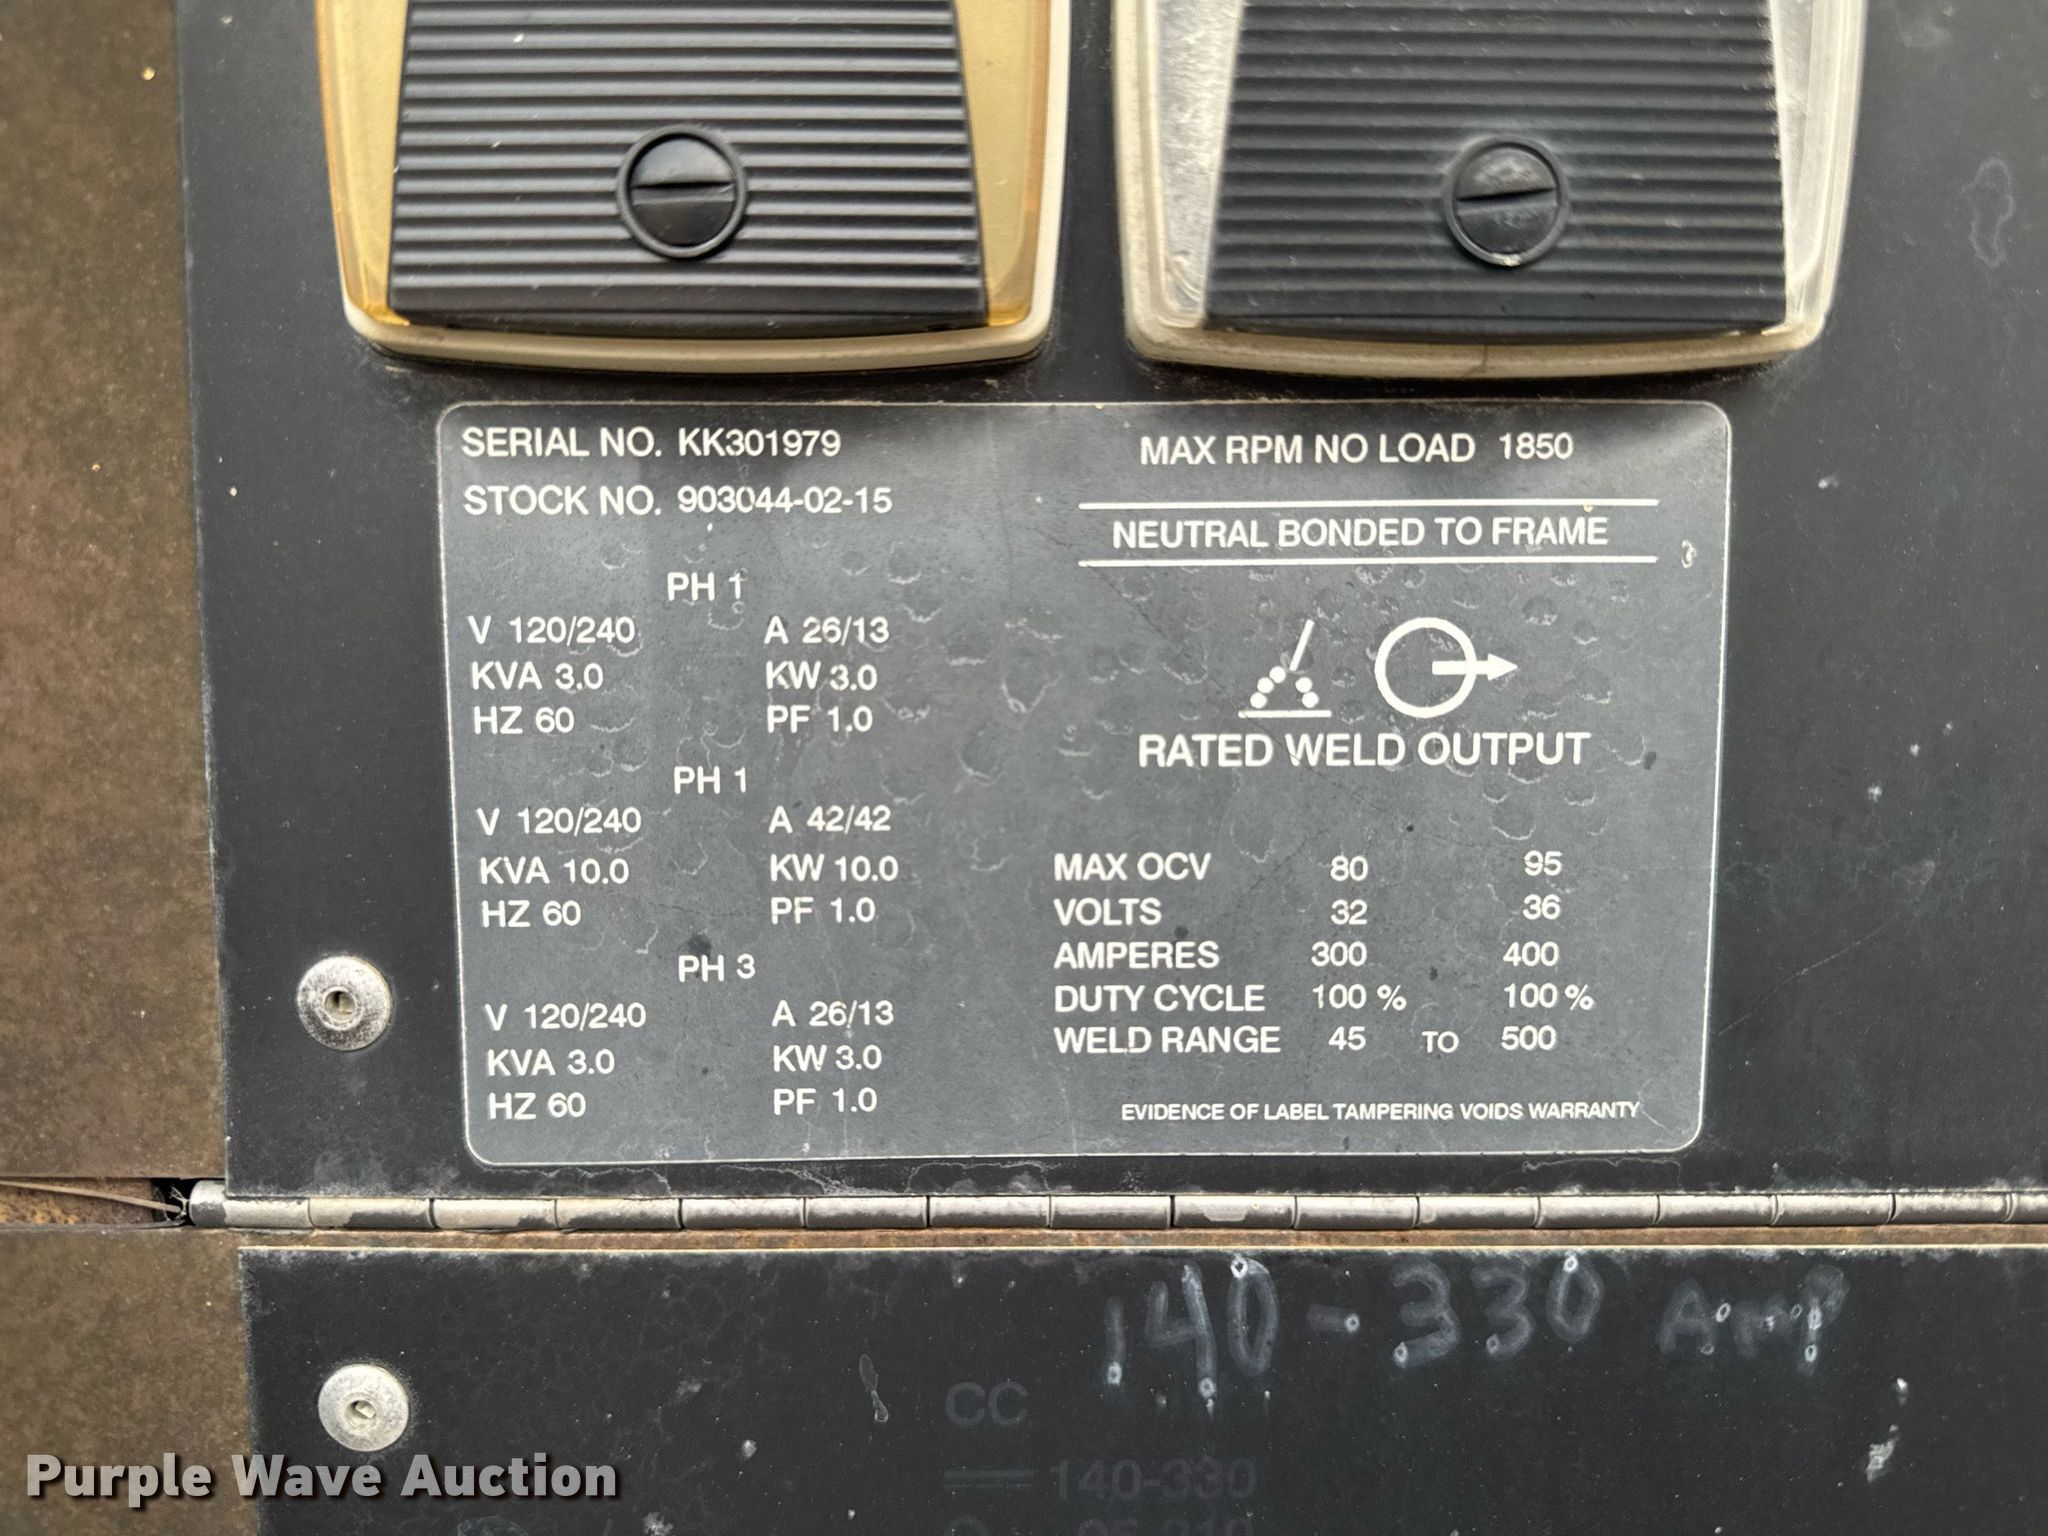 SERIAL NO. KK301979
STOCK NO. 903044-02-15
PH 1
V 120/240 A 26/13
KVA 3.0 KW 3.0
HZ 60 PF 1.0
PH 1
V 120/240 A 42/42
KVA 10.0 KW 10.0
HZ 60 PF 1.0
PH 3
V 120/240 A 26/13
KVA 3.0 KW 3.0
HZ 60 PF 1.0
MAX RPM NO LOAD 1850
NEUTRAL BONDED TO FRAME
RATED WELD OUTPUT
MAX OCV 80 95
VOLTS 32 36
AMPERES 300 400
DUTY CYCLE 100 % 100 %
WELD RANGE 45 TO 500
EVIDENCE OF LABEL TAMPERING VOIDS WARRANTY
140-330 AMP
CC
140-330
Purple Wave Auction